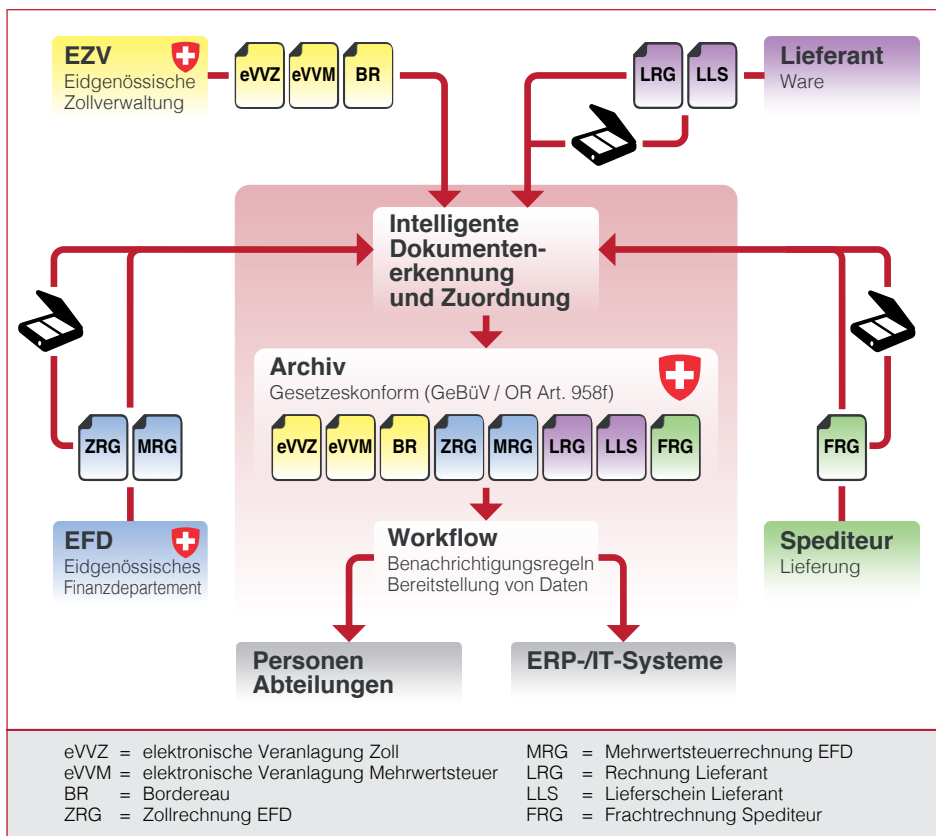 EZV
Eidgenössische
Zollverwaltung
eVVZ
eVVM
BR
LRG
LLS
Lieferant
Ware
Intelligente
Dokumenten-
erkennung
und Zuordnung
Archiv
Gesetzeskonform (GeBüV / OR Art. 958f)
eVVZ
eVVM
BR
ZRG
MRG
LRG
LLS
FRG
ZRG
MRG
FRG
EFD
Eidgenössisches
Finanzdepartement
Workflow
Benachrichtigungsregeln
Bereitstellung von Daten
Spediteur
Lieferung
Personen
Abteilungen
ERP-/IT-Systeme
eVVZ = elektronische Veranlagung Zoll
eVVM = elektronische Veranlagung Mehrwertsteuer
BR = Bordereau
ZRG = Zollrechnung EFD
MRG = Mehrwertsteuerrechnung EFD
LRG = Rechnung Lieferant
LLS = Lieferschein Lieferant
FRG = Frachtrechnung Spediteur